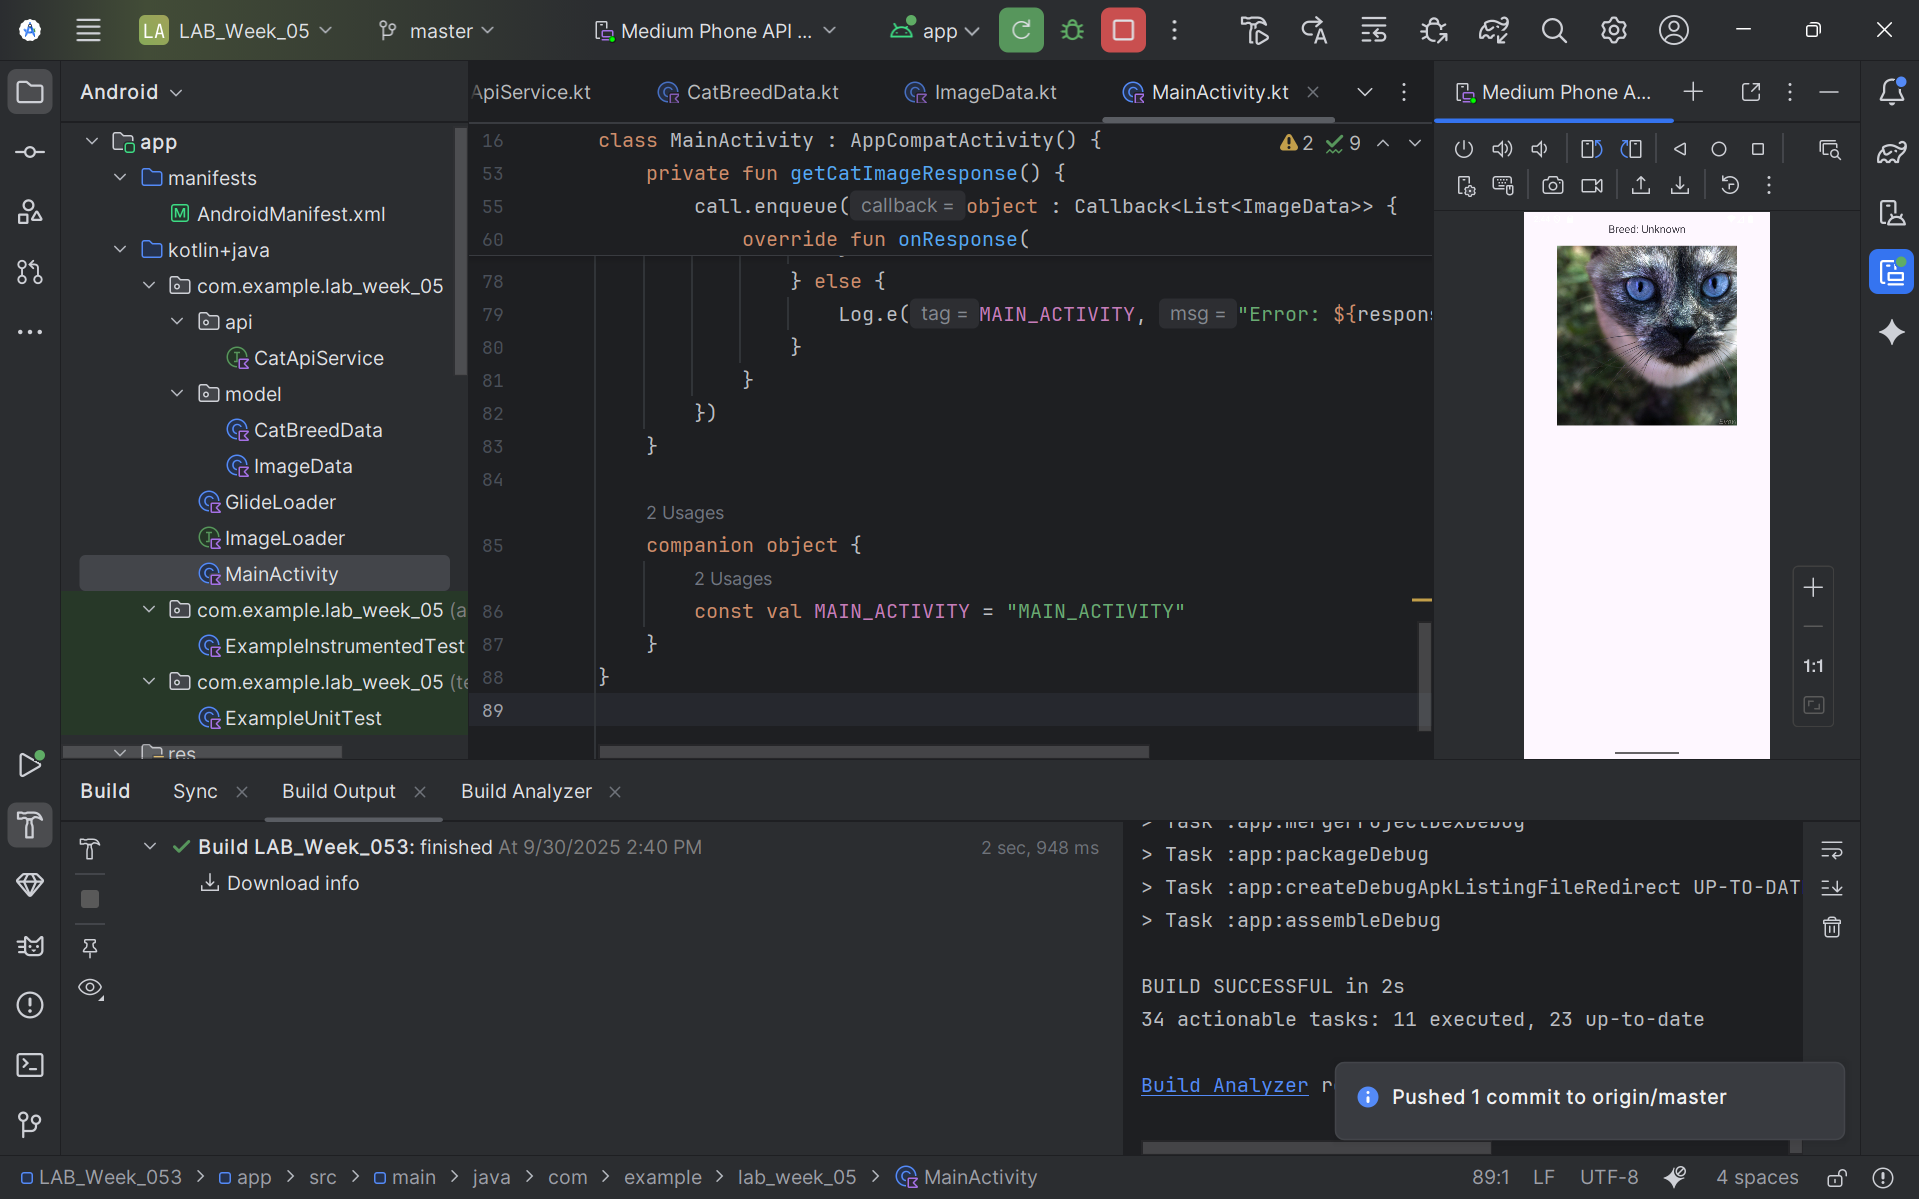 LA LAB_Week_05 master Medium Phone API ... app
Android
app
manifests
AndroidManifest.xml
kotlin+java
com.example.lab_week_05
api
CatApiService
model
CatBreedData
ImageData
GlideLoader
ImageLoader
MainActivity
com.example.lab_week_05 (a
ExampleInstrumentedTest
com.example.lab_week_05 (te
ExampleUnitTest
res
ApiService.kt CatBreedData.kt ImageData.kt MainActivity.kt
2 9
16 class MainActivity : AppCompatActivity() {
53 private fun getCatImageResponse() {
55 call.enqueue( callback = object : Callback<List<ImageData>> {
60 override fun onResponse(
78 } else {
79 Log.e( tag = MAIN_ACTIVITY, msg = "Error: ${respons
80 }
81 }
82 })
83 }
84
2 Usages
85 companion object {
2 Usages
86 const val MAIN_ACTIVITY = "MAIN_ACTIVITY"
87 }
88 }
89
Medium Phone A...
Breed: Unknown
1:1
Build Sync Build Output Build Analyzer
Build LAB_Week_053: finished At 9/30/2025 2:40 PM 2 sec, 948 ms
Download info
> Task :app:mergeProjectDexDebug
> Task :app:packageDebug
> Task :app:createDebugApkListingFileRedirect UP-TO-DAT
> Task :app:assembleDebug
BUILD SUCCESSFUL in 2s
34 actionable tasks: 11 executed, 23 up-to-date
Build Analyzer r
Pushed 1 commit to origin/master
LAB_Week_053 > app > src > main > java > com > example > lab_week_05 > MainActivity
89:1 LF UTF-8 4 spaces